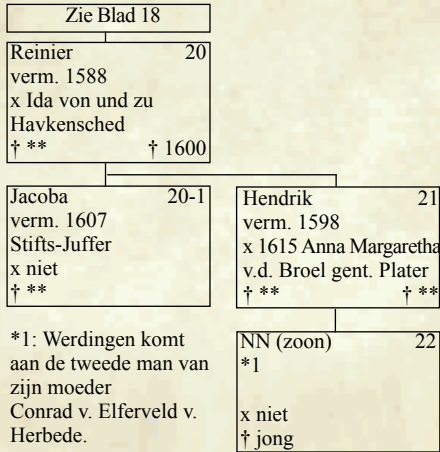 Zie Blad 18
Reinier 20
verm. 1588
x Ida von und zu
Havkensched
† ** † 1600
Jacoba 20-1
verm. 1607
Stifts-Juffer
x niet
† **
Hendrik 21
verm. 1598
x 1615 Anna Margaretha
v.d. Broel gent. Plater
† ** † **
*1: Werdingen komt
aan de tweede man van
zijn moeder
Conrad v. Elferveld v.
Herbede.
NN (zoon) 22
*1
x niet
† jong